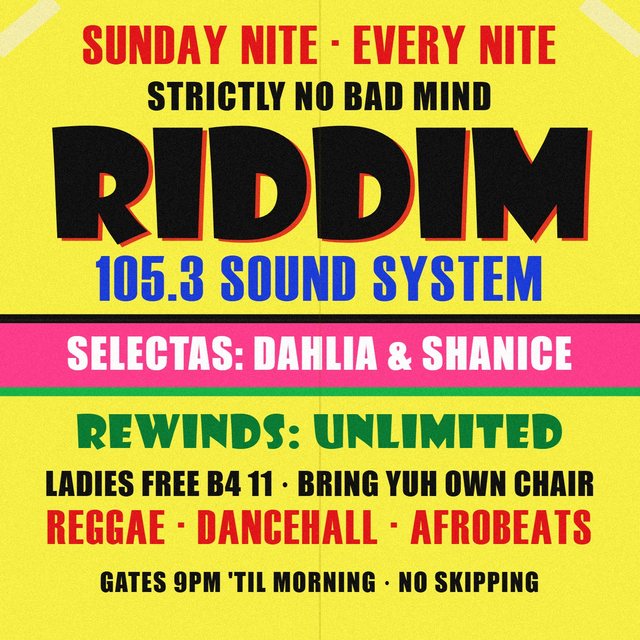 SUNDAY NITE · EVERY NITE
STRICTLY NO BAD MIND
RIDDIM
105.3 SOUND SYSTEM
SELECTAS: DAHLIA & SHANICE
REWINDS: UNLIMITED
LADIES FREE B4 11 · BRING YUH OWN CHAIR
REGGAE · DANCEHALL · AFROBEATS
GATES 9PM 'TIL MORNING · NO SKIPPING